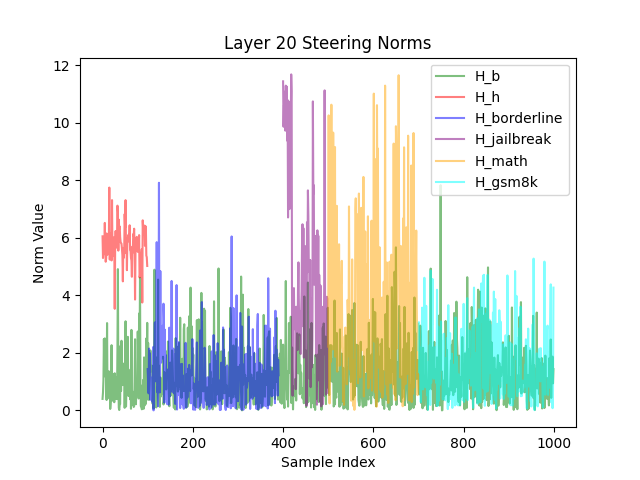 Layer 20 Steering Norms
12
10
8
6
4
2
0
Norm Value
0
200
400
600
800
1000
Sample Index
H_b
H_h
H_borderline
H_jailbreak
H_math
H_gsm8k